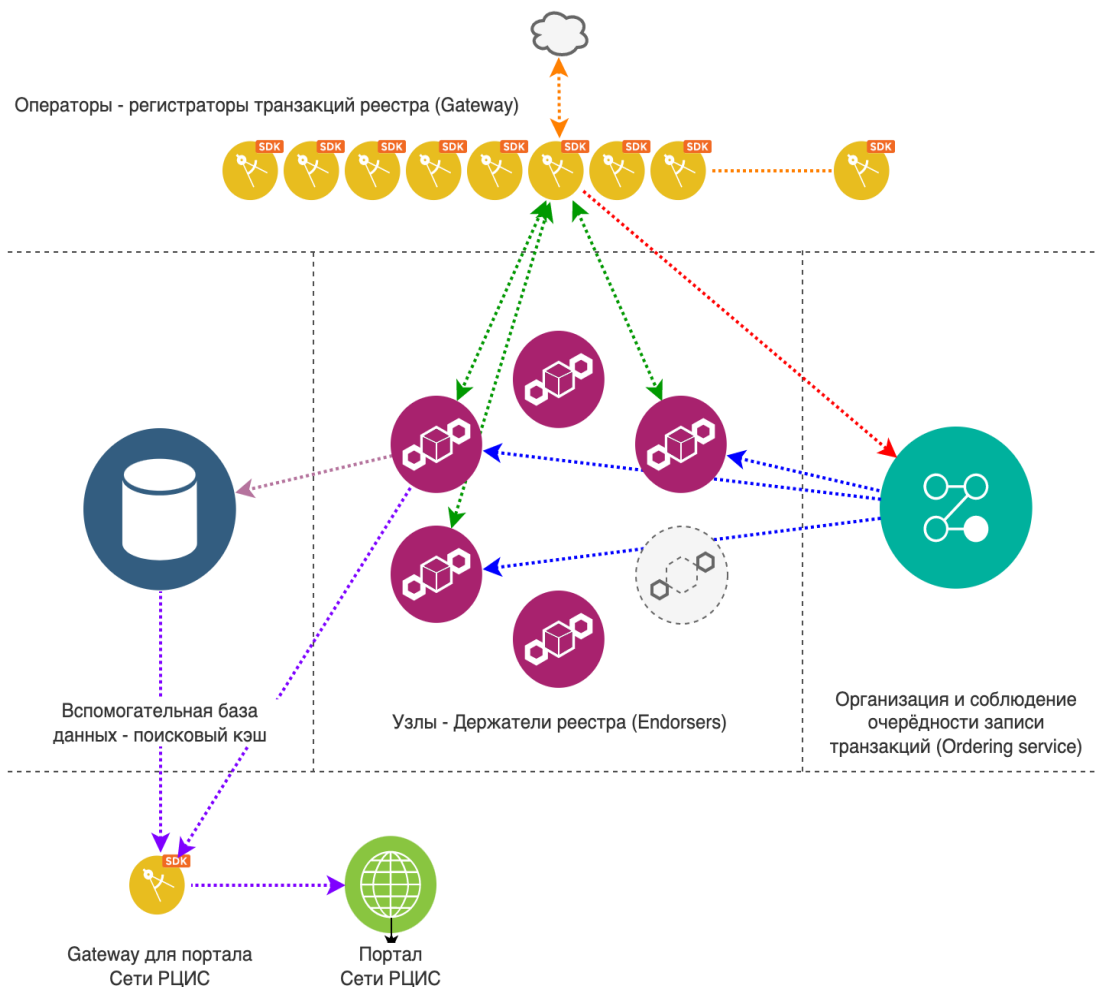 Операторы - регистраторы транзакций реестра (Gateway)
SDK
SDK
SDK
SDK
SDK
SDK
SDK
SDK
SDK
Вспомогательная база
данных - поисковый кэш
Узлы - Держатели реестра (Endorsers)
Организация и соблюдение
очерёдности записи
транзакций (Ordering service)
SDK
Gateway для портала
Сети РЦИС
Портал
Сети РЦИС